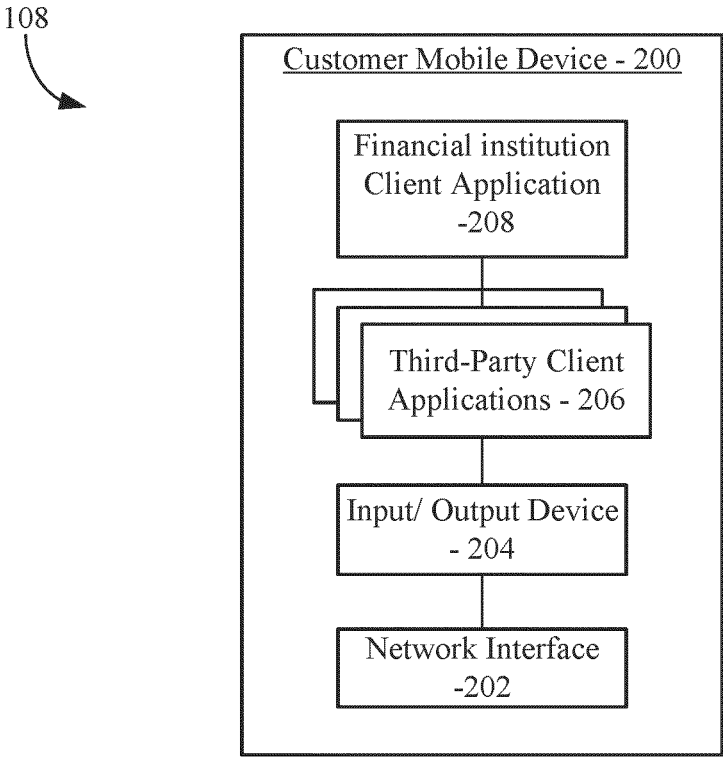 108
Customer Mobile Device - 200
Financial institution
Client Application
-208
Third-Party Client
Applications - 206
Input/ Output Device
- 204
Network Interface
-202